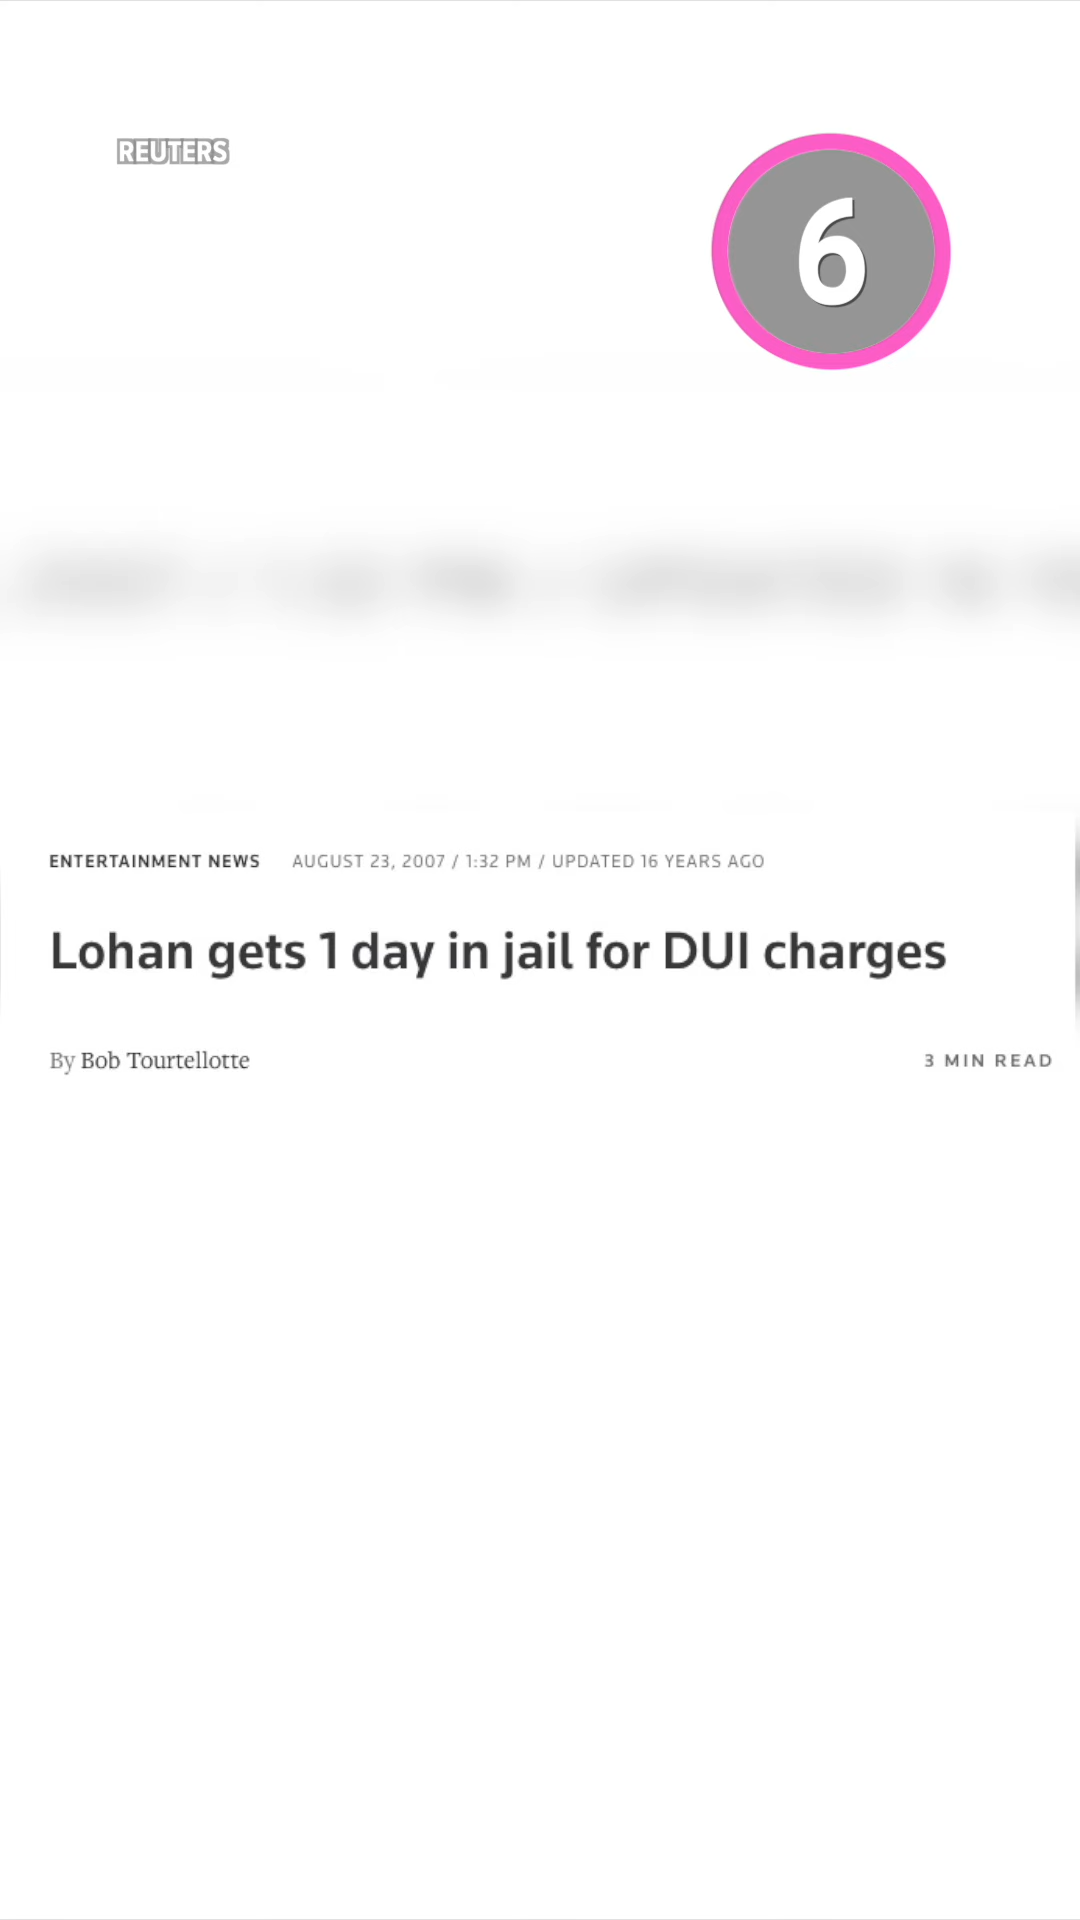 REUTERS
6
ENTERTAINMENT NEWS AUGUST 23, 2007 / 1:32 PM / UPDATED 16 YEARS AGO
Lohan gets 1 day in jail for DUI charges
By Bob Tourtellotte 3 MIN READ